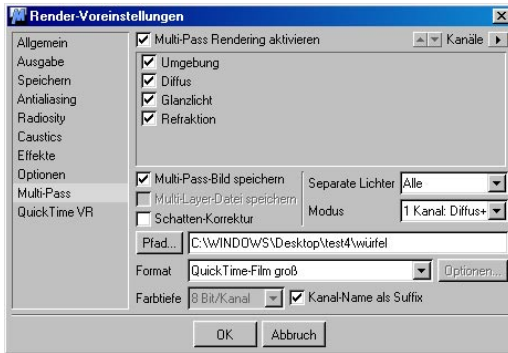 Render-Voreinstellungen
Allgemein
Ausgabe
Speichern
Antialiasing
Radiosity
Caustics
Effekte
Optionen
Multi-Pass
QuickTime VR
Multi-Pass Rendering aktivieren
Kanäle
Umgebung
Diffus
Glanzlicht
Refraktion
Multi-Pass-Bild speichern
Multi-Layer-Datei speichern
Schatten-Korrektur
Separate Lichter Alle
Modus 1 Kanal: Diffus+
Pfad... C:\WINDOWS\Desktop\test4\würfel
Format QuickTime-Film groß Optionen...
Farbtiefe 8 Bit/Kanal Kanal-Name als Suffix
OK Abbruch